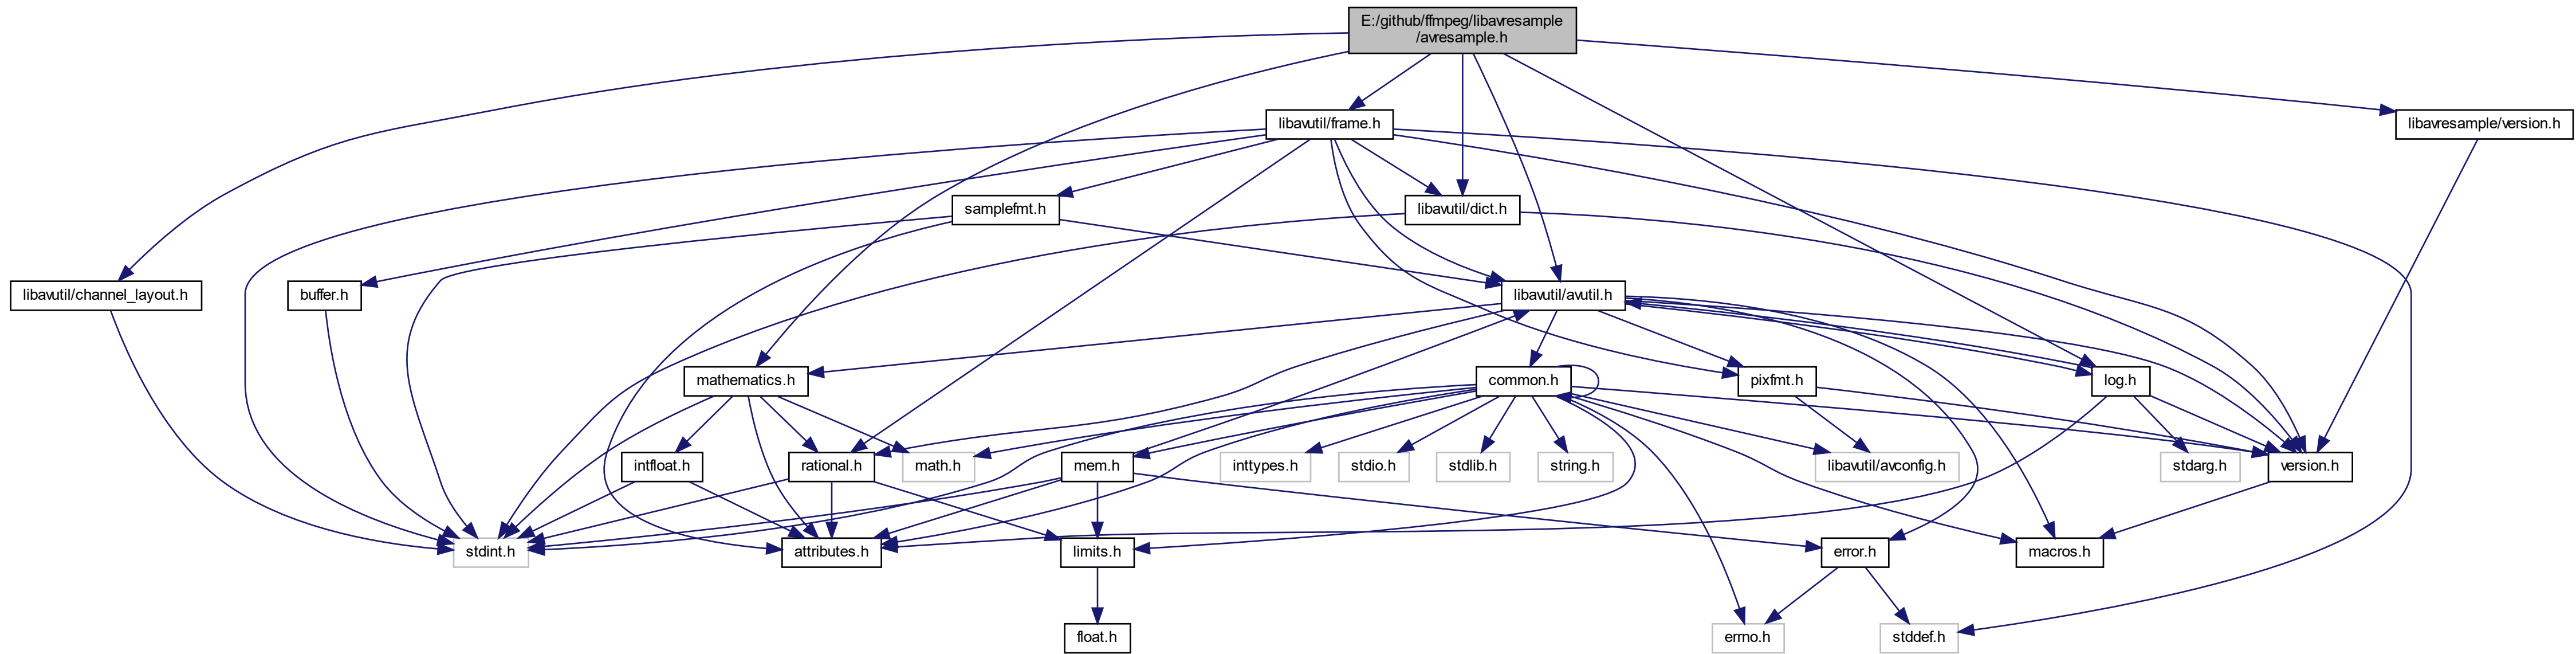 E:/github/ffmpeg/libavresample
/avresample.h
libavutil/frame.h
libavresample/version.h
samplefmt.h
libavutil/dict.h
libavutil/channel_layout.h
buffer.h
libavutil/avutil.h
mathematics.h
common.h
pixfmt.h
log.h
intfloat.h
rational.h
math.h
mem.h
inttypes.h
stdio.h
stdlib.h
string.h
libavutil/avconfig.h
stdarg.h
version.h
stdint.h
attributes.h
limits.h
error.h
macros.h
float.h
errno.h
stddef.h